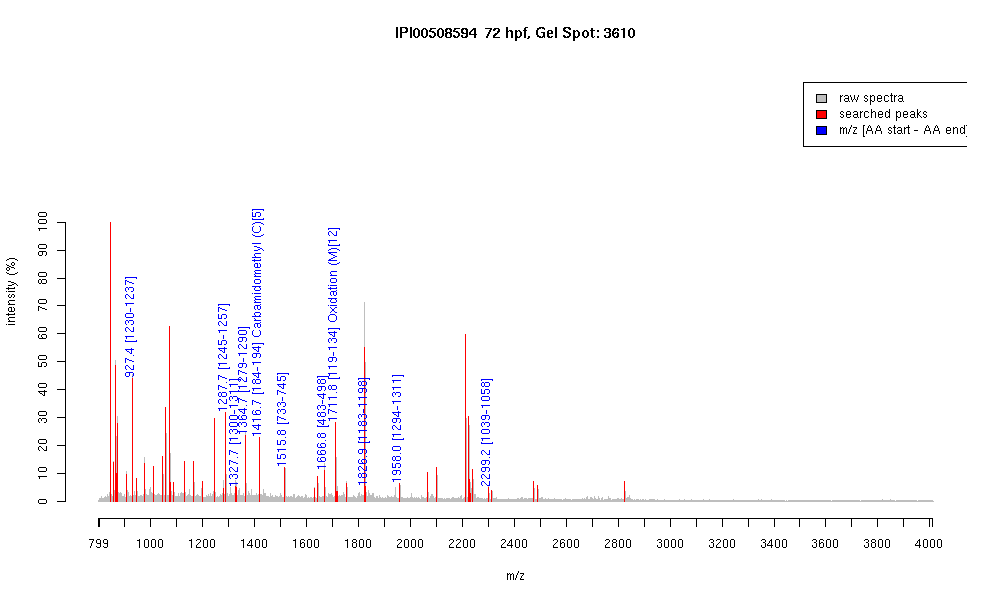 IPI00508594 72 hpf, Gel Spot: 3610
raw spectra
searched peaks
m/z [AA start - AA end]
intensity (%)
100
90
80
70
60
50
40
30
20
10
0
927.4 [1230-1237]
1287.7 [1245-1257]
1327.7 [1300-1311]
1364.7 [1279-1290]
1416.7 [184-194] Carbamidomethyl (C)[5]
1515.8 [733-745]
1666.8 [483-498]
1711.8 [119-134] Oxidation (M)[12]
1826.9 [1183-1198]
1958.0 [1294-1311]
2299.2 [1039-1058]
799 1000 1200 1400 1600 1800 2000 2200 2400 2600 2800 3000 3200 3400 3600 3800 4000
m/z